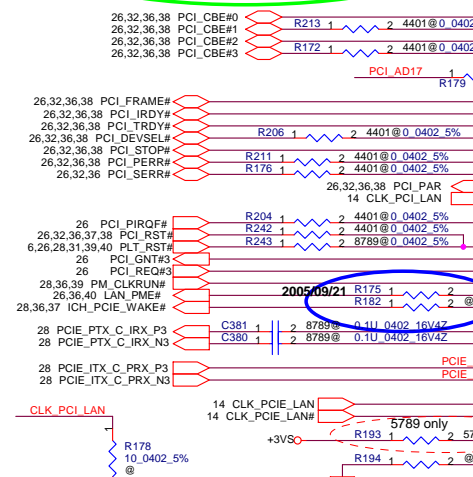 26,32,36,38 PCI_CBE#0
26,32,36,38 PCI_CBE#1 R213 1 2 4401@0_0402
26,32,36,38 PCI_CBE#2
26,32,36,38 PCI_CBE#3 R172 1 2 4401@0_0402
PCI_AD17 1
R179
26,32,36,38 PCI_FRAME#
26,32,36,38 PCI_IRDY#
26,32,36,38 PCI_TRDY#
26,32,36,38 PCI_DEVSEL# R206 1 2 4401@0_0402_5%
26,32,36,38 PCI_STOP#
26,32,36,38 PCI_PERR# R211 1 2 4401@0_0402_5%
26,32,36 PCI_SERR# R176 1 2 4401@0_0402_5%
26,32,36,38 PCI_PAR
14 CLK_PCI_LAN
26 PCI_PIRQF# R204 1 2 4401@0_0402_5%
26,32,36,37,38 PCI_RST# R242 1 2 4401@0_0402_5%
6,26,28,31,39,40 PLT_RST# R243 1 2 8789@0_0402_5%
26 PCI_GNT#3
26 PCI_REQ#3
28,36,39 PM_CLKRUN#
26,36,40 LAN_PME# 2005/09/21 R175 1 2
28,36,37 ICH_PCIE_WAKE# R182 1 2 @
28 PCIE_PTX_C_IRX_P3 C381 1 2 8789@ 0.1U_0402_16V4Z
28 PCIE_PTX_C_IRX_N3 C380 1 2 8789@ 0.1U_0402_16V4Z
28 PCIE_ITX_C_PRX_P3 PCIE_
28 PCIE_ITX_C_PRX_N3 PCIE_
14 CLK_PCIE_LAN
14 CLK_PCIE_LAN#
CLK_PCI_LAN
5789 only
+3VS R193 1 2 57
1
R178
10_0402_5%
@
R194 1 2 @